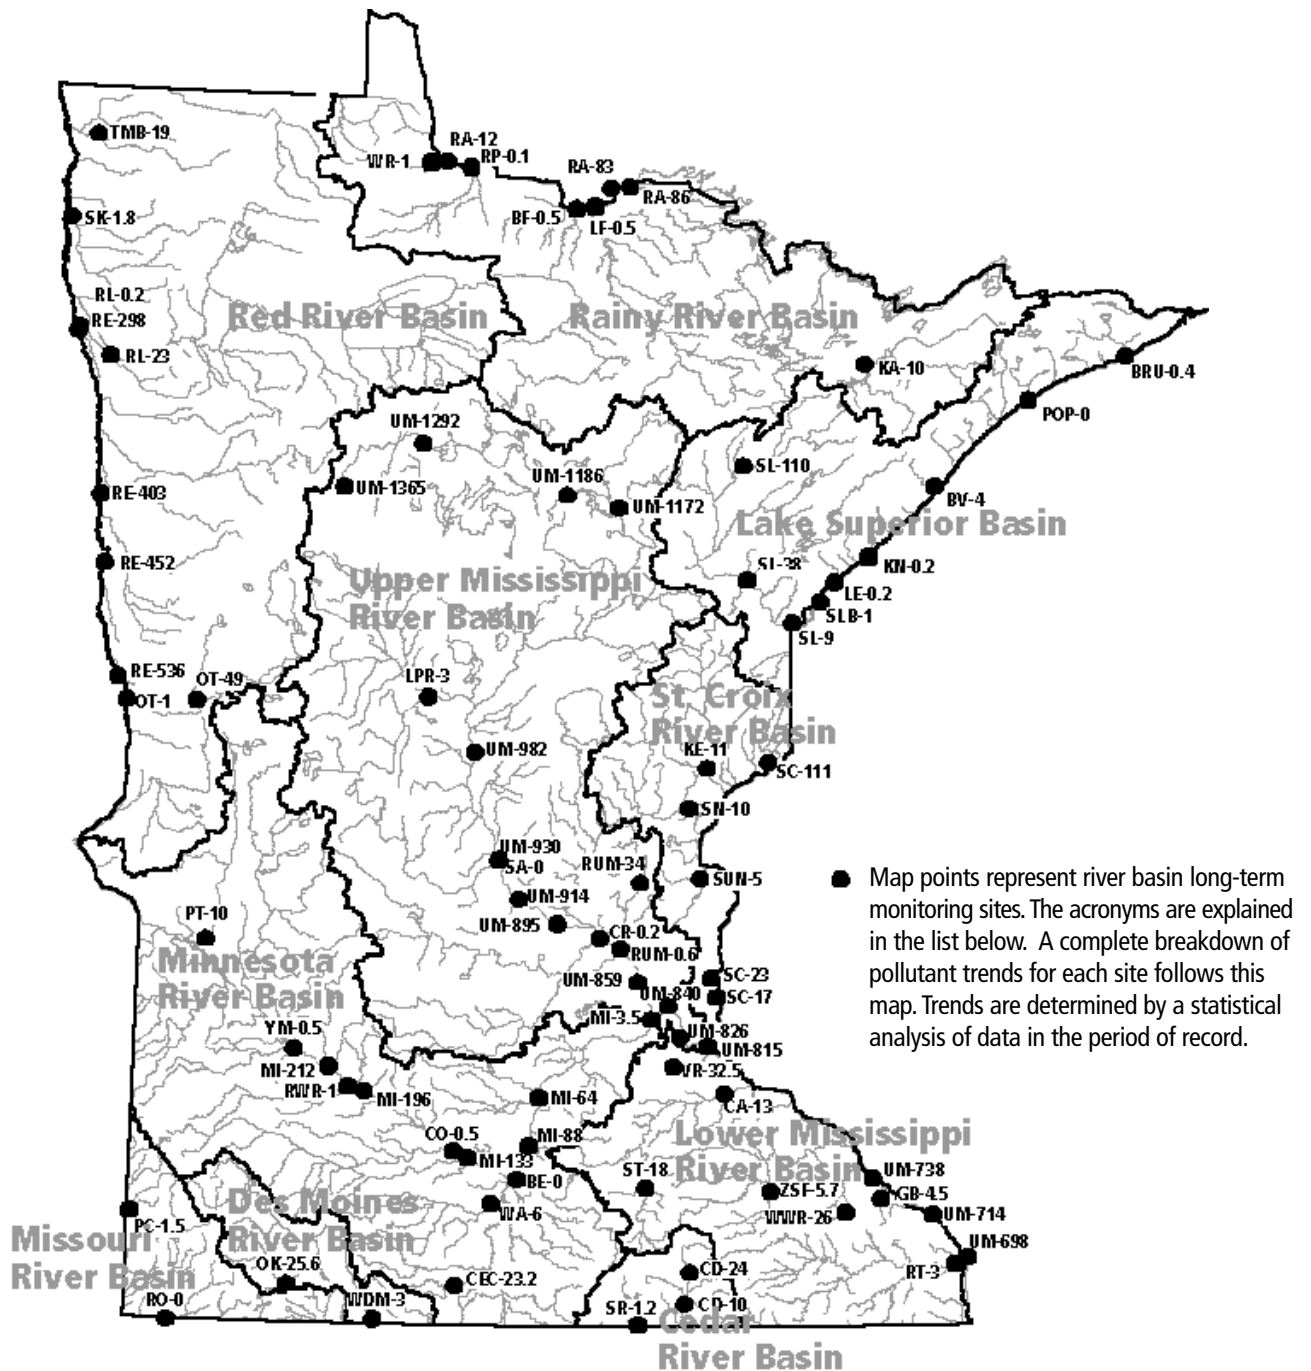 TMB-19
WR-1
RA-12
RP-0.1
RA-83
RA-86
BF-0.5
LF-0.5
SK-1.8
RL-0.2
RE-298
RL-23
Red River Basin
Rainy River Basin
KA-10
BRU-0.4
POP-0
UM-1292
UM-1365
UM-1186
UM-1172
SL-110
BV-4
Lake Superior Basin
RE-403
RE-452
Upper Mississippi
River Basin
SL-38
KN-0.2
LE-0.2
SLB-1
SL-9
RE-536
OT-1
OT-49
LPR-3
St. Croix
River Basin
UM-982
KE-11
SC-111
SN-10
UM-930
SA-0
RUM-34
SUN-5
UM-914
UM-895
CR-0.2
RUM-0.6
PT-10
Minnesota
River Basin
UM-859
UM-840
SC-23
SC-17
MI-3.5
UM-826
UM-815
VR-32.5
Map points represent river basin long-term
monitoring sites. The acronyms are explained
in the list below. A complete breakdown of
pollutant trends for each site follows this
map. Trends are determined by a statistical
analysis of data in the period of record.
YM-0.5
MI-212
RWR-1
MI-196
MI-64
CA-13
CO-0.5
MI-133
MI-88
BE-0
WA-6
Lower Mississippi
River Basin
ST-18
ZSF-5.7
WWR-26
UM-738
GB-4.5
UM-714
UM-698
RT-3
PC-1.5
Des Moines
River Basin
Missouri
River Basin
OK-25.6
RO-0
WDM-3
CEC-23.2
CD-24
CD-10
SR-1.2
Cedar
River Basin